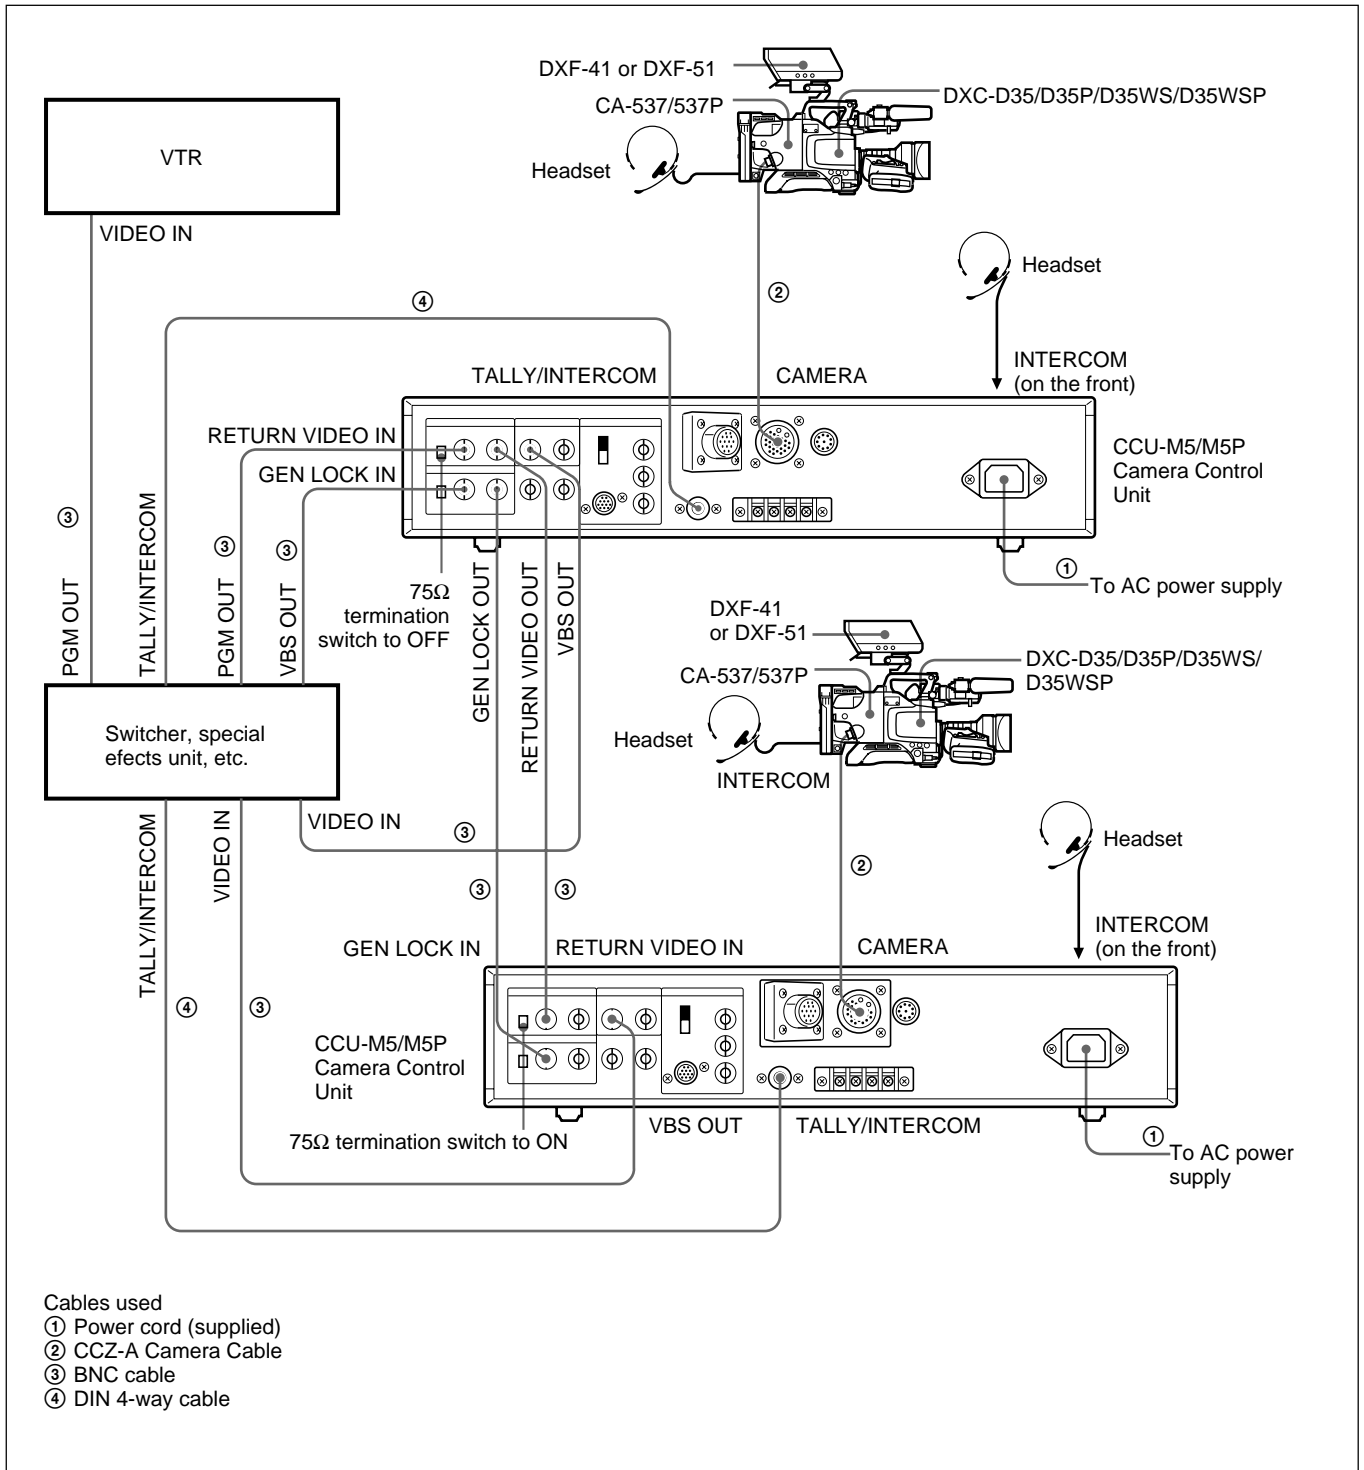 DXF-41 or DXF-51
CA-537/537P
DXC-D35/D35P/D35WS/D35WSP
VTR
Headset
VIDEO IN
Headset
④
②
INTERCOM
(on the front)
TALLY/INTERCOM
CAMERA
RETURN VIDEO IN
GEN LOCK IN
CCU-M5/M5P
Camera Control
Unit
③
③
③
PGM OUT
TALLY/INTERCOM
PGM OUT
VBS OUT
75Ω
termination
switch to OFF
GEN LOCK OUT
RETURN VIDEO OUT
VBS OUT
①
To AC power supply
DXF-41
or DXF-51
CA-537/537P
DXC-D35/D35P/D35WS/
D35WSP
Headset
INTERCOM
Switcher, special
efects unit, etc.
TALLY/INTERCOM
VIDEO IN
VIDEO IN
③
③
③
②
Headset
INTERCOM
(on the front)
GEN LOCK IN
RETURN VIDEO IN
CAMERA
④
③
CCU-M5/M5P
Camera Control
Unit
75Ω termination switch to ON
VBS OUT
TALLY/INTERCOM
①
To AC power
supply
Cables used
① Power cord (supplied)
② CCZ-A Camera Cable
③ BNC cable
④ DIN 4-way cable